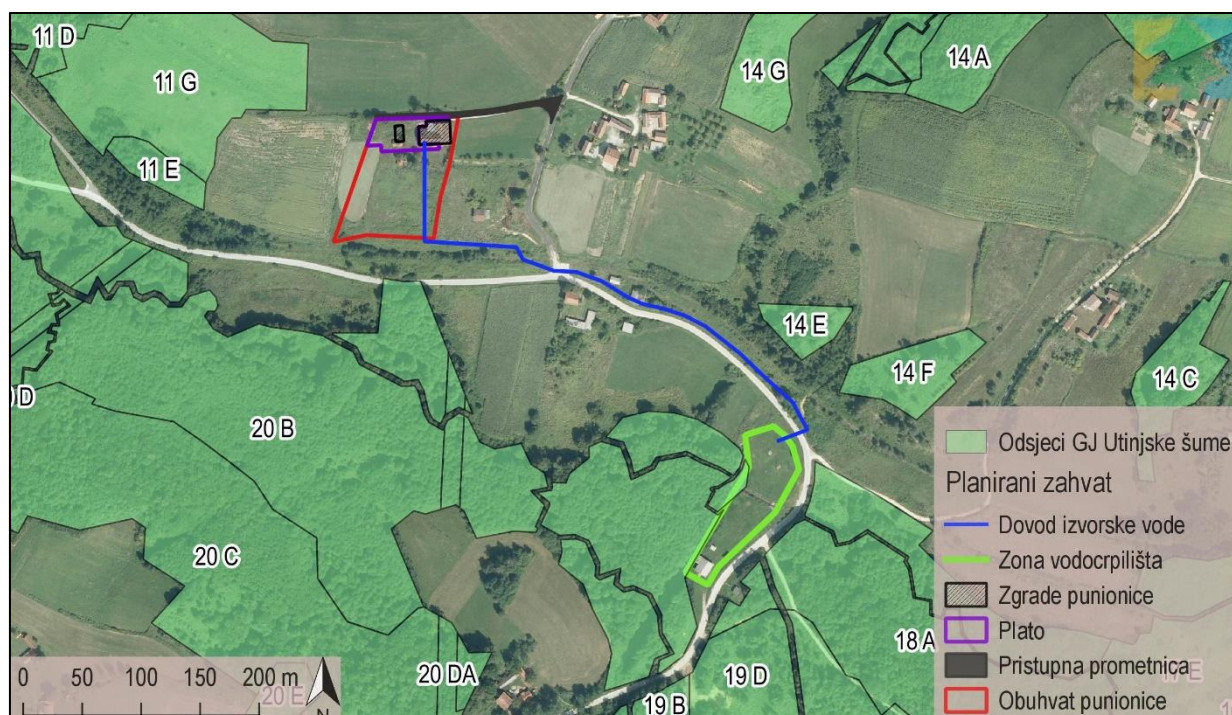 11 D
11 G
14 G
14 A
11 E
14 E
14 F
14 C
D
20 B
20 C
20 DA
18 A
19 D
19 B
20 E
Odsjeci GJ Utinjske šume
Planirani zahvat
Dovod izvorske vode
Zona vodocrpilišta
Zgrade punionice
Plato
Pristupna prometnica
Obuhvat punionice
0 50 100 150 200 m
N